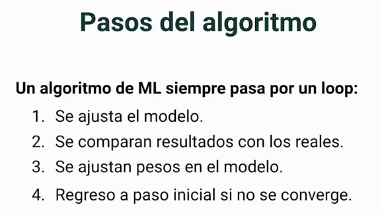 Pasos del algoritmo
Un algoritmo de ML siempre pasa por un loop:
1. Se ajusta el modelo.
2. Se comparan resultados con los reales.
3. Se ajustan pesos en el modelo.
4. Regreso a paso inicial si no se converge.